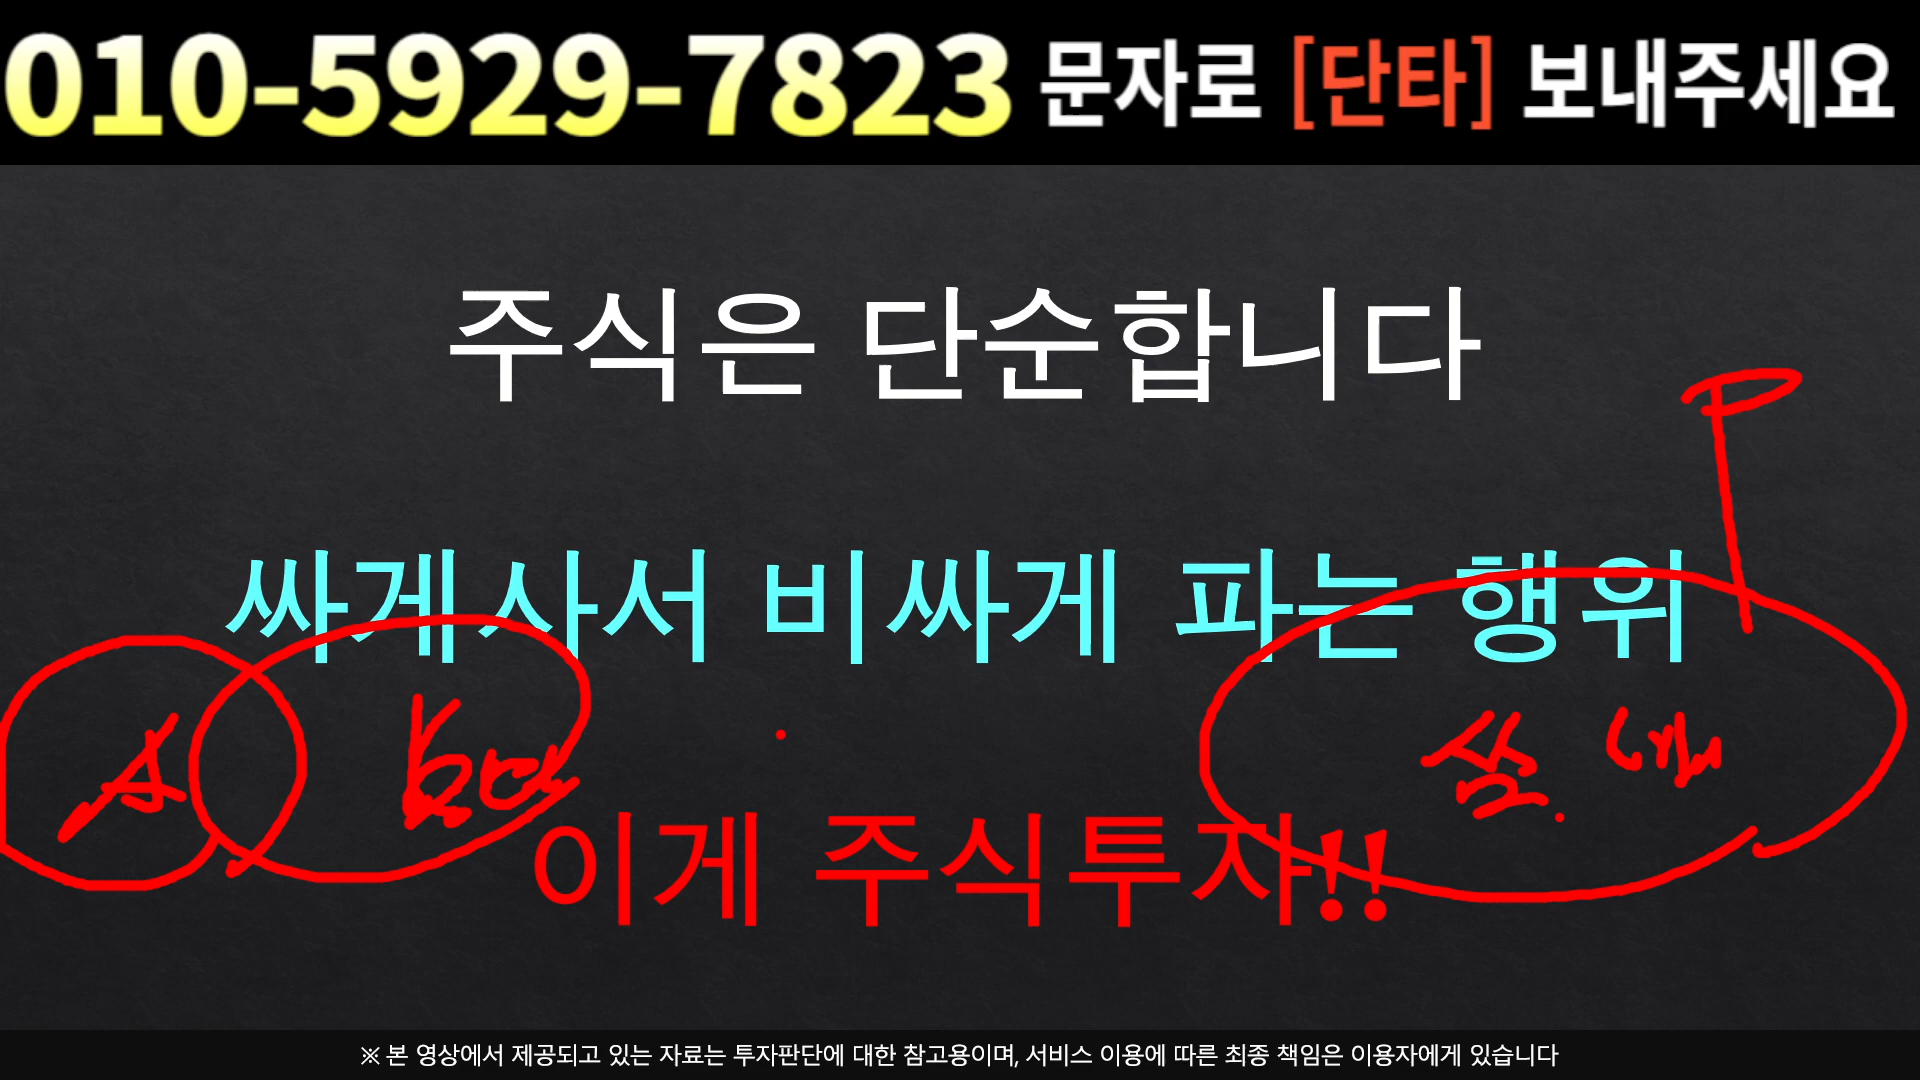 010-5929-7823 문자로 [단타] 보내주세요
주식은 단순합니다
싸게사서 비싸게 파는 행위
A
이게 주식투자!!
※ 본 영상에서 제공되고 있는 자료는 투자판단에 대한 참고용이며, 서비스 이용에 따른 최종 책임은 이용자에게 있습니다